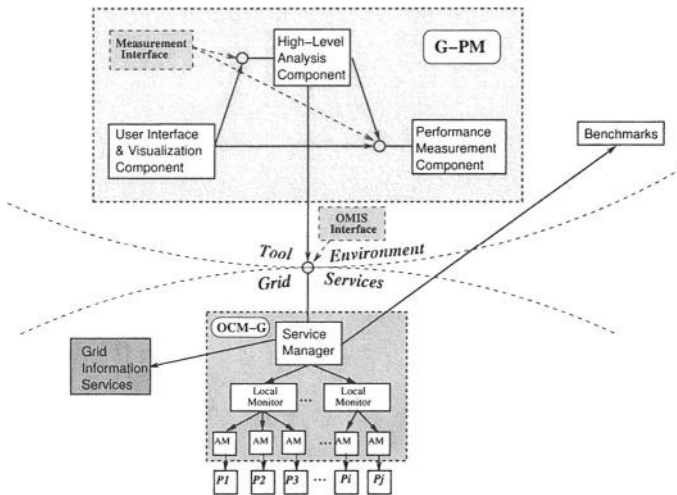 Measurement
Interface
High-Level
Analysis
Component
G-PM
User Interface
& Visualization
Component
Performance
Measurement
Component
Benchmarks
OMIS
Interface
Tool Environment
Grid Services
OCM-G
Service
Manager
Grid
Information
Services
Local
Monitor
...
Local
Monitor
AM AM AM ... AM AM
P1 P2 P3 ... Pi Pj